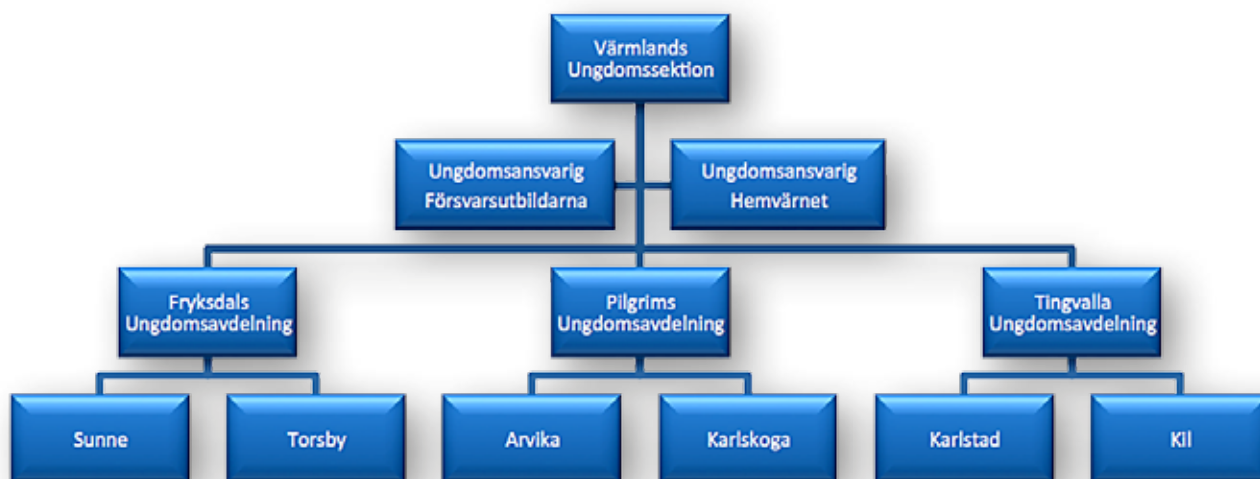 Värmlands
Ungdomssektion
Ungdomsansvarig
Försvarsutbildarna
Ungdomsansvarig
Hemvärnet
Fryksdals
Ungdomsavdelning
Pilgrims
Ungdomsavdelning
Tingvalla
Ungdomsavdelning
Sunne
Torsby
Arvika
Karlskoga
Karlstad
Kil